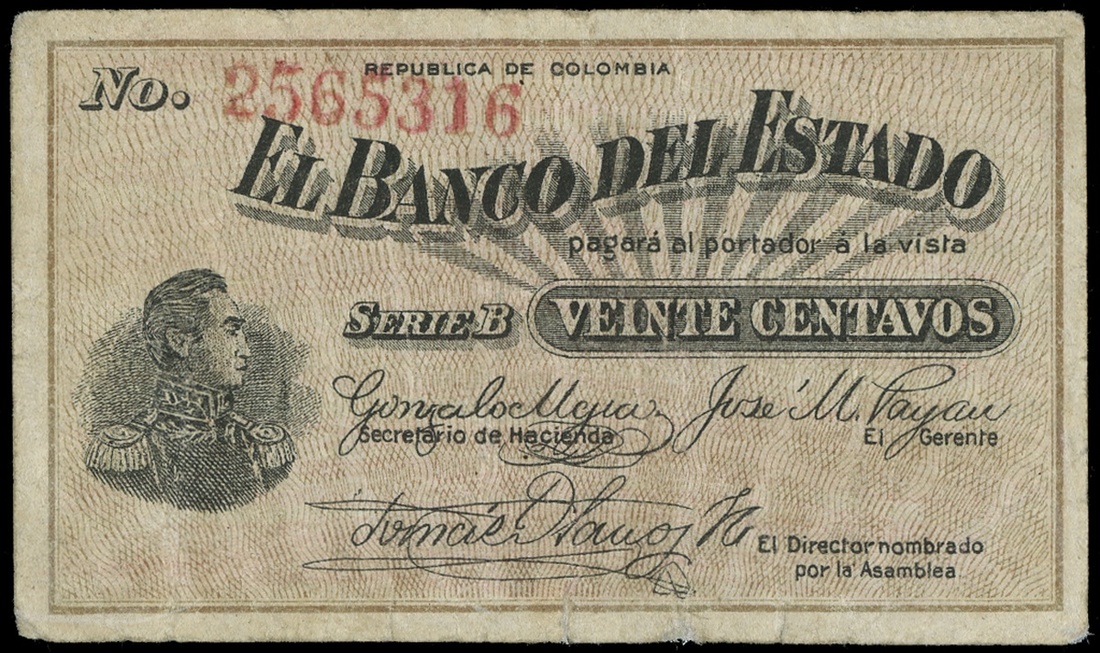 REPUBLICA DE COLOMBIA
No. 2565316
EL BANCO DEL ESTADO
pagará al portador á la vista
SERIE B VEINTE CENTAVOS
Gonzalo Mejia José M. Payan
Secretario de Hacienda El Gerente
El Director nombrado
por la Asamblea